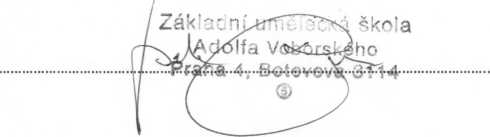 Základní umělecká škola
Adolfa Voborského
Praha 4, Botevova 3114